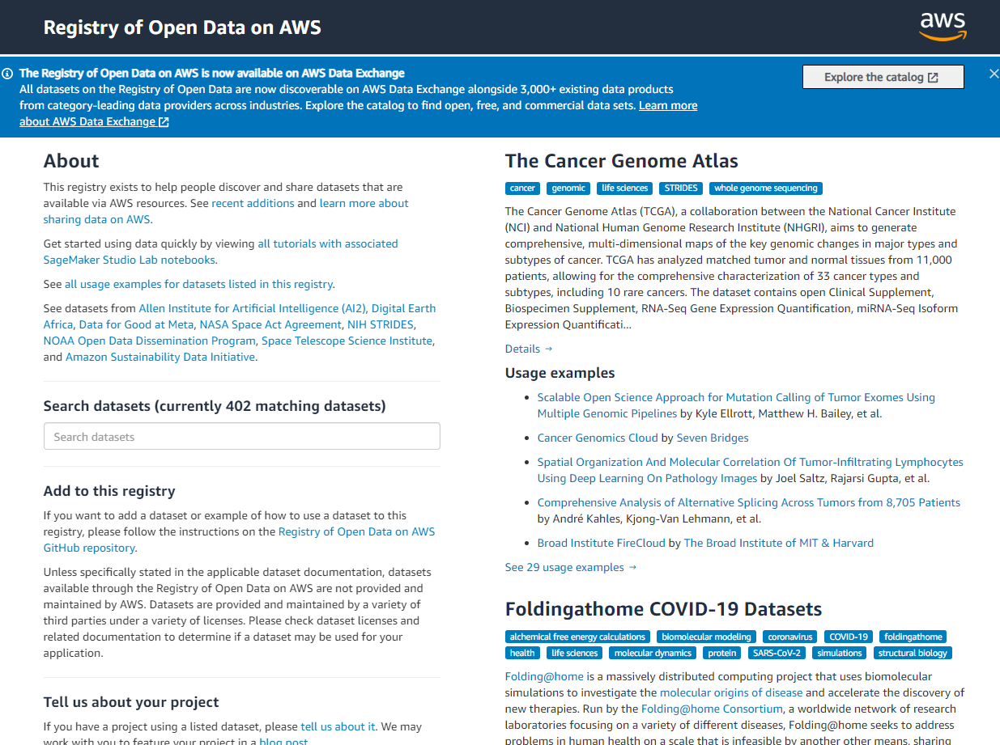 Registry of Open Data on AWS
aws
The Registry of Open Data on AWS is now available on AWS Data Exchange
All datasets on the Registry of Open Data are now discoverable on AWS Data Exchange alongside 3,000+ existing data products
from category-leading data providers across industries. Explore the catalog to find open, free, and commercial data sets. Learn more
about AWS Data Exchange
Explore the catalog
About
This registry exists to help people discover and share datasets that are
available via AWS resources. See recent additions and learn more about
sharing data on AWS.
Get started using data quickly by viewing all tutorials with associated
SageMaker Studio Lab notebooks.
See all usage examples for datasets listed in this registry.
See datasets from Allen Institute for Artificial Intelligence (AI2), Digital Earth
Africa, Data for Good at Meta, NASA Space Act Agreement, NIH STRIDES,
NOAA Open Data Dissemination Program, Space Telescope Science Institute,
and Amazon Sustainability Data Initiative.
Search datasets (currently 402 matching datasets)
Search datasets
Add to this registry
If you want to add a dataset or example of how to use a dataset to this
registry, please follow the instructions on the Registry of Open Data on AWS
GitHub repository.
Unless specifically stated in the applicable dataset documentation, datasets
available through the Registry of Open Data on AWS are not provided and
maintained by AWS. Datasets are provided and maintained by a variety of
third parties under a variety of licenses. Please check dataset licenses and
related documentation to determine if a dataset may be used for your
application.
Tell us about your project
If you have a project using a listed dataset, please tell us about it. We may
work with you to feature your project in a blog post.
The Cancer Genome Atlas
cancer genomic life sciences STRIDES whole genome sequencing
The Cancer Genome Atlas (TCGA), a collaboration between the National Cancer Institute
(NCI) and National Human Genome Research Institute (NHGRI), aims to generate
comprehensive, multi-dimensional maps of the key genomic changes in major types and
subtypes of cancer. TCGA has analyzed matched tumor and normal tissues from 11,000
patients, allowing for the comprehensive characterization of 33 cancer types and
subtypes, including 10 rare cancers. The dataset contains open Clinical Supplement,
Biospecimen Supplement, RNA-Seq Gene Expression Quantification, miRNA-Seq Isoform
Expression Quantificati...
Details →
Usage examples
• Scalable Open Science Approach for Mutation Calling of Tumor Exomes Using
Multiple Genomic Pipelines by Kyle Ellrott, Matthew H. Bailey, et al.
• Cancer Genomics Cloud by Seven Bridges
• Spatial Organization And Molecular Correlation Of Tumor-Infiltrating Lymphocytes
Using Deep Learning On Pathology Images by Joel Saltz, Rajarsi Gupta, et al.
• Comprehensive Analysis of Alternative Splicing Across Tumors from 8,705 Patients
by André Kahles, Kjong-Van Lehmann, et al.
• Broad Institute FireCloud by The Broad Institute of MIT & Harvard
See 29 usage examples →
Foldingathome COVID-19 Datasets
alchemical free energy calculations biomolecular modeling coronavirus COVID-19 foldingathome
health life sciences molecular dynamics protein SARS-CoV-2 simulations structural biology
Folding@home is a massively distributed computing project that uses biomolecular
simulations to investigate the molecular origins of disease and accelerate the discovery of
new therapies. Run by the Folding@home Consortium, a worldwide network of research
laboratories focusing on a variety of different diseases, Folding@home seeks to address
problems in human health on a scale that is infeasible by another other means, sharing